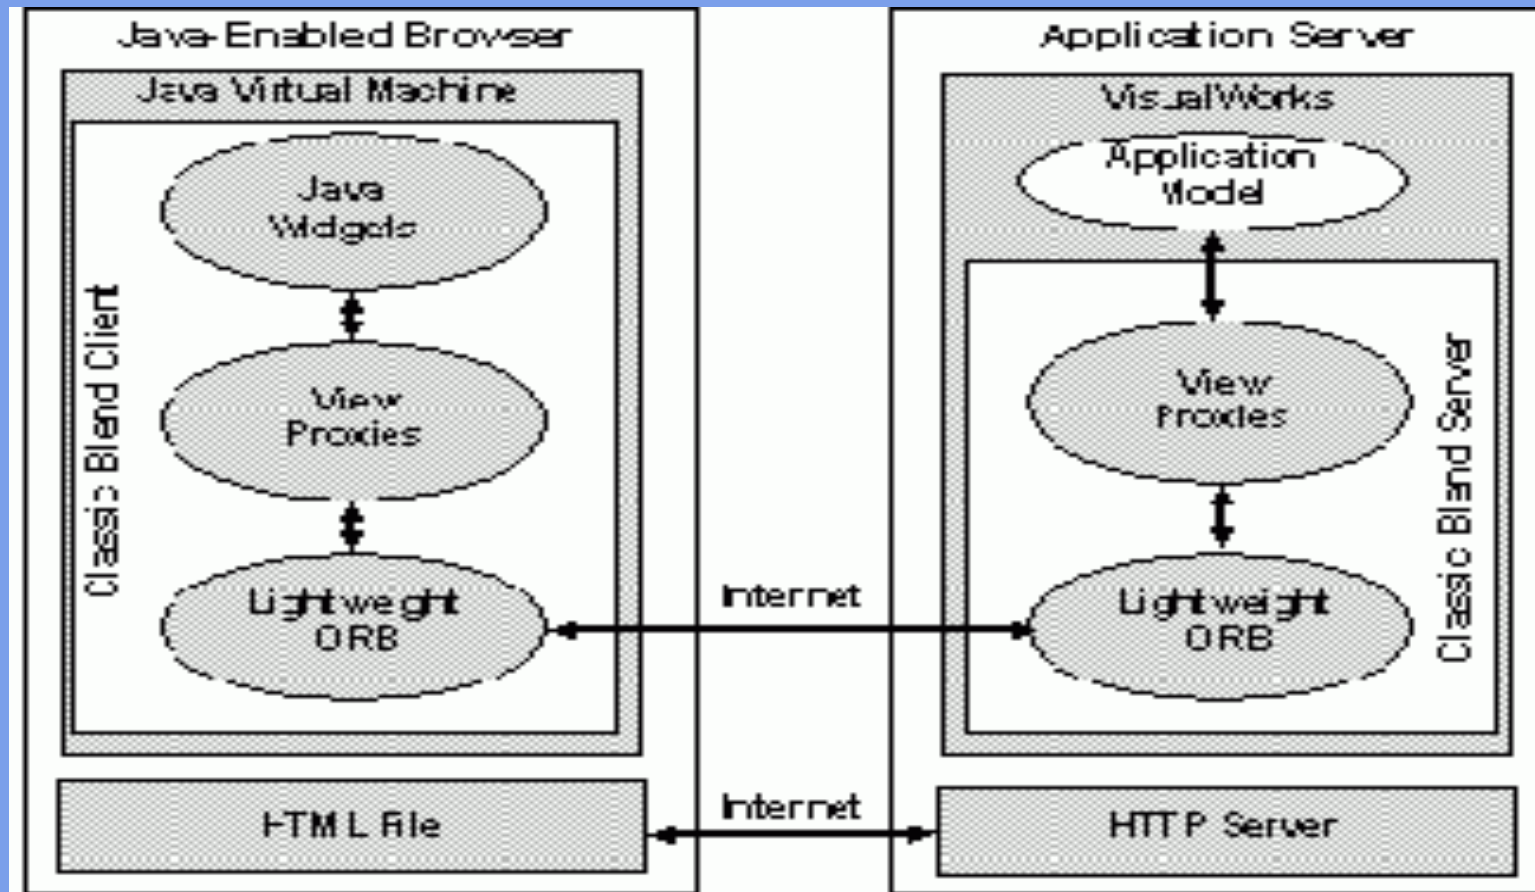 Java-Enabled Browser
Java Virtual Machine
Java
Widgets
View
Proxies
Lightweight
ORB
Classic Blend Client
HTML File
Internet
Internet
Application Server
VisualWorks
Application
Model
View
Proxies
Lightweight
ORB
Classic Bland Server
HTTP Server